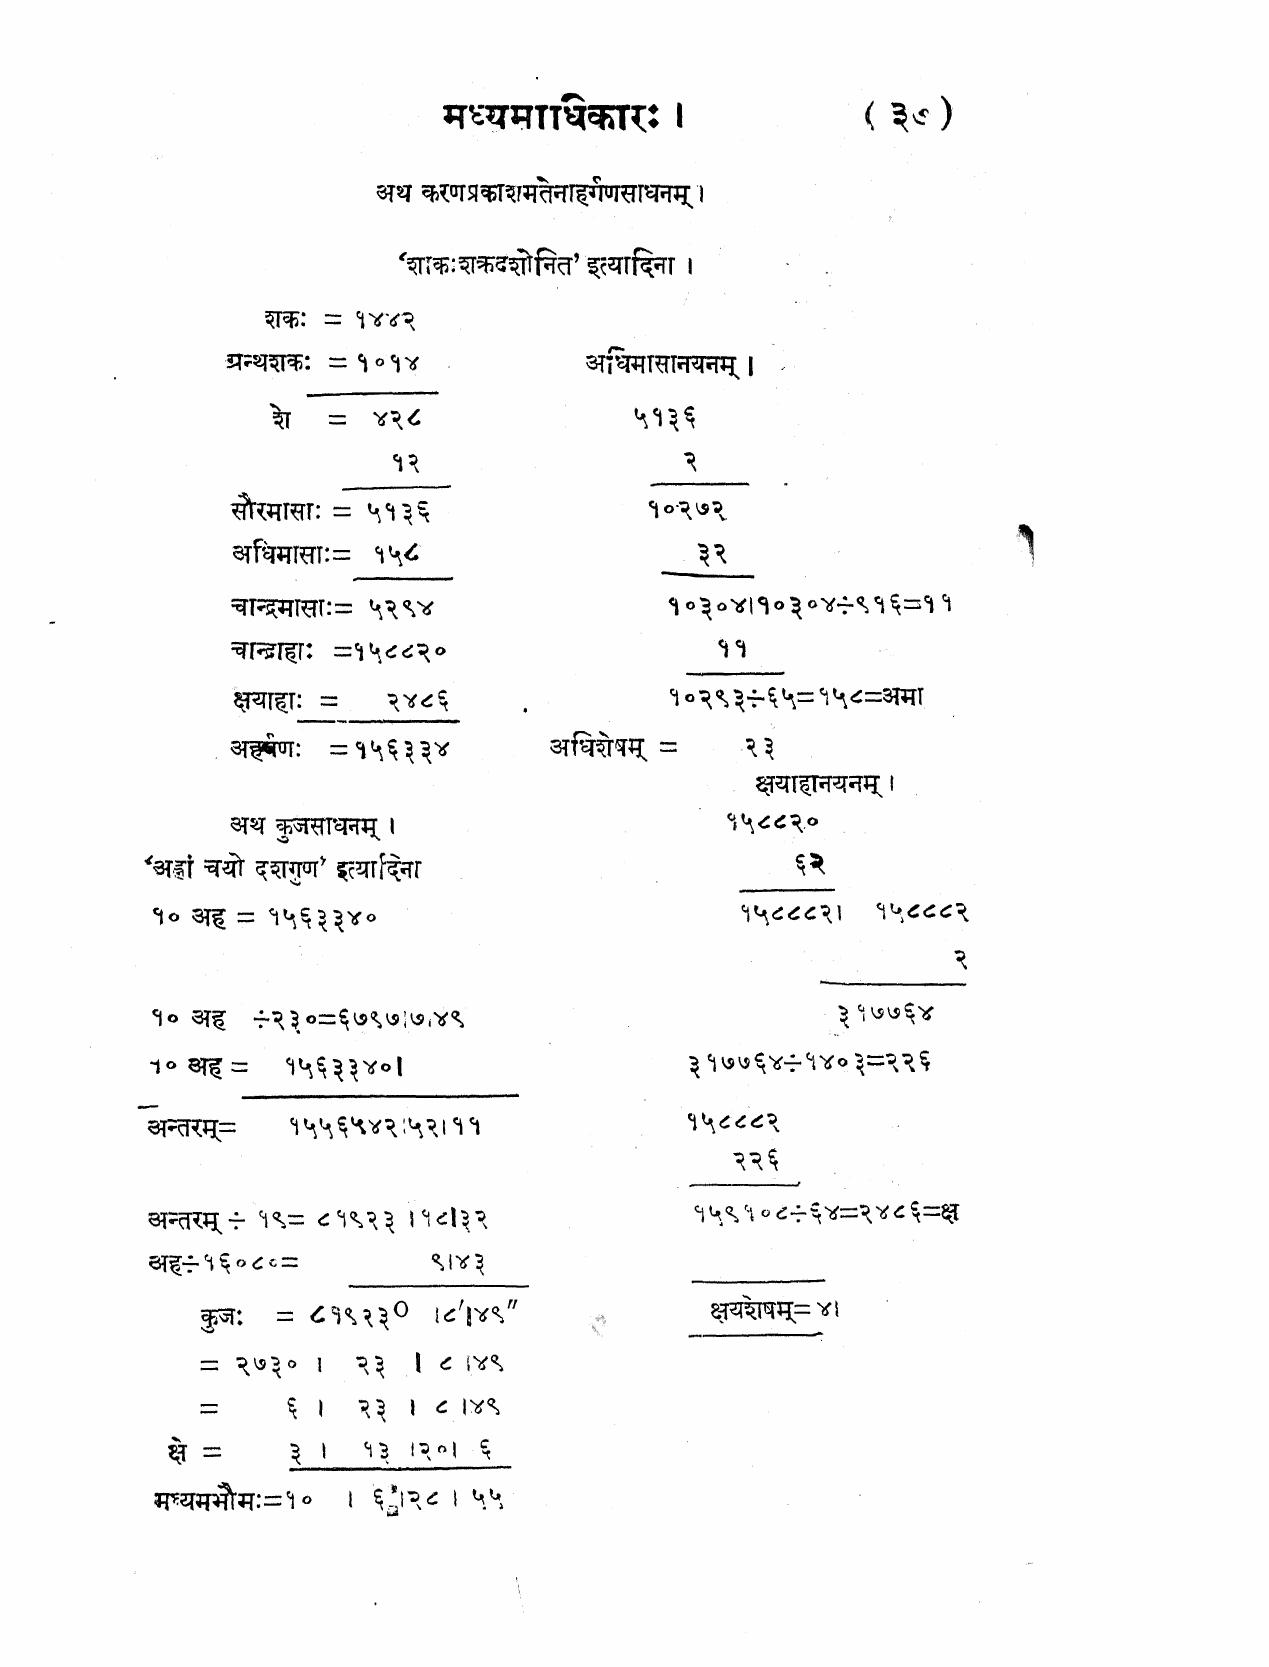 मध्यमाधिकारः । ( ३७ )
अथ करणप्रकाशमतेनाहर्गणसाधनम् ।
‘शाकःशक्रदशोनित’ इत्यादिना ।
शकः = १४४२
ग्रन्थशकः = १०१४
शे = ४२८
१२
सौरमासाः = ५१३६
अधिमासाः= १५८
चान्द्रमासाः= ५२९४
चान्द्राहाः =१५८८२०
क्षयाहाः = २४८६
अहर्गणः =१५६३३४
अधिमासानयनम् ।
५१३६
२
१०२७२
३२
१०३०४।१०३०४÷९१६=११
११
१०२९३÷६५=१५८=अमा
अधिशेषम् = २३
क्षयाहानयनम् ।
१५८८२०
६२
१५८८८२। १५८८८२
२
३१७७६४
३१७७६४÷१४०३=२२६
१५८८८२
२२६
१५९१०८÷६४=२४८६=क्ष
क्षयशेषम्= ४।
अथ कुजसाधनम् ।
‘अह्नां चयो दशगुण’ इत्यादिना
१० अह = १५६३३४०
१० अह ÷२३०=६७९७।७।४९
१० अह = १५६३३४०।
अन्तरम्= १५५६५४२।५२।११
अन्तरम् ÷ १९= ८१९२३ ।१८।३२
अह÷१६०८०= ९।४३
कुजः = ८१९२३० ।८′।४९″
= २७३० । २३ । ८ ।४९
= ६ । २३ । ८ ।४९
क्षे = ३ । १३ ।२०। ६
मध्यमभौमः=१० । ६।२८ । ५५